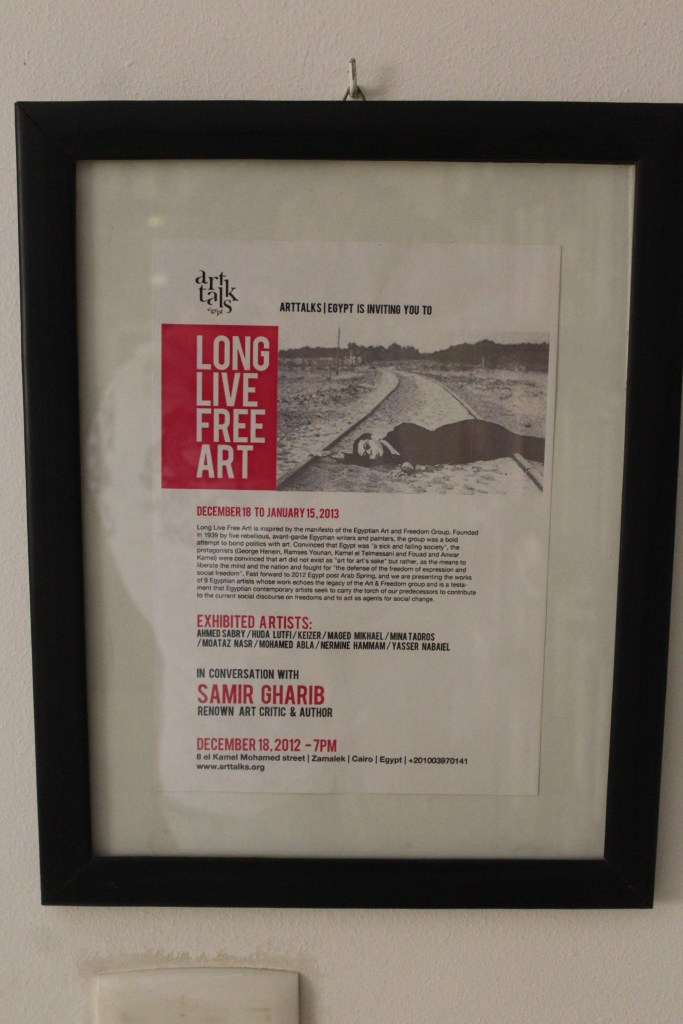 art
talks
egypt
ARTTALKS | EGYPT IS INVITING YOU TO
LONG
LIVE
FREE
ART
DECEMBER 18 TO JANUARY 15, 2013
Long Live Free Art! is inspired by the manifesto of the Egyptian Art and Freedom Group. Founded
in 1939 by five rebellious, avant-garde Egyptian writers and painters, the group was a bold
attempt to bond politics with art. Convinced that Egypt was "a sick and falling society", the
protagonists (George Henein, Ramses Younan, Kamel el Telmessani and Fouad and Anwar
Kamel) were convinced that art did not exist as "art for art's sake" but rather, as the means to
liberate the mind and the nation and fought for "the defense of the freedom of expression and
social freedom". Fast forward to 2012 Egypt post Arab Spring, and we are presenting the works
of 9 Egyptian artists whose work echoes the legacy of the Art & Freedom group and is a testa-
ment that Egyptian contemporary artists seek to carry the torch of our predecessors to contribute
to the current social discourse on freedoms and to act as agents for social change.
EXHIBITED ARTISTS:
AHMED SABRY / HUDA LUTFI / KEIZER / MAGED MIKHAEL / MINA TADROS
/ MOATAZ NASR / MOHAMED ABLA / NERMINE HAMMAM / YASSER NABAIEL
IN CONVERSATION WITH
SAMIR GHARIB
RENOWN ART CRITIC & AUTHOR
DECEMBER 18, 2012 - 7PM
8 el Kamel Mohamed street | Zamalek | Cairo | Egypt | +201003970141
www.arttalks.org